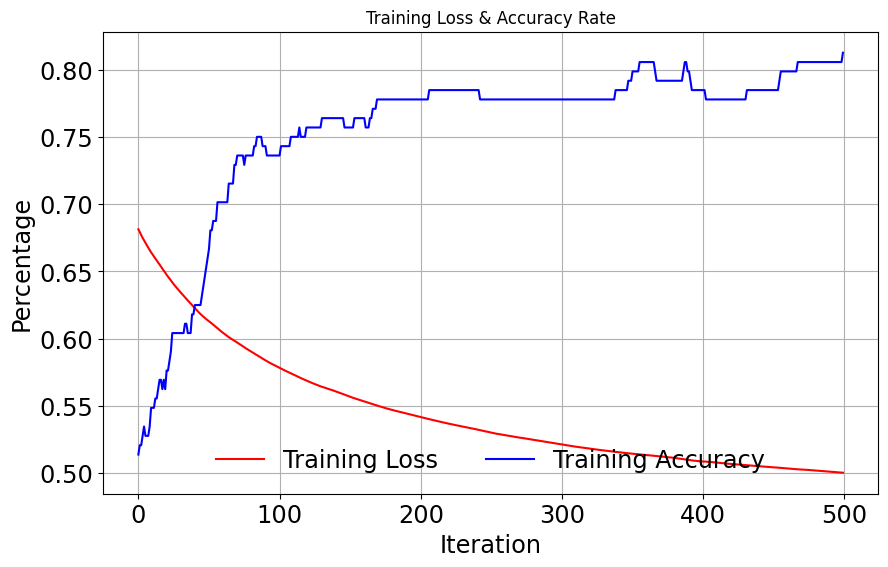 Training Loss & Accuracy Rate
0.80
0.75
0.70
0.65
0.60
0.55
0.50
Percentage
Training Loss
Training Accuracy
0
100
200
300
400
500
Iteration